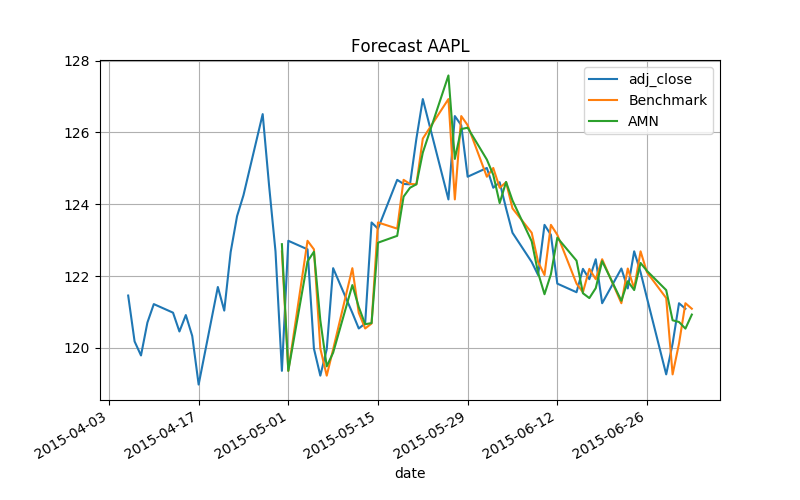 Forecast AAPL
128
126
124
122
120
adj_close
Benchmark
AMN
2015-04-03
2015-04-17
2015-05-01
2015-05-15
2015-05-29
2015-06-12
2015-06-26
date